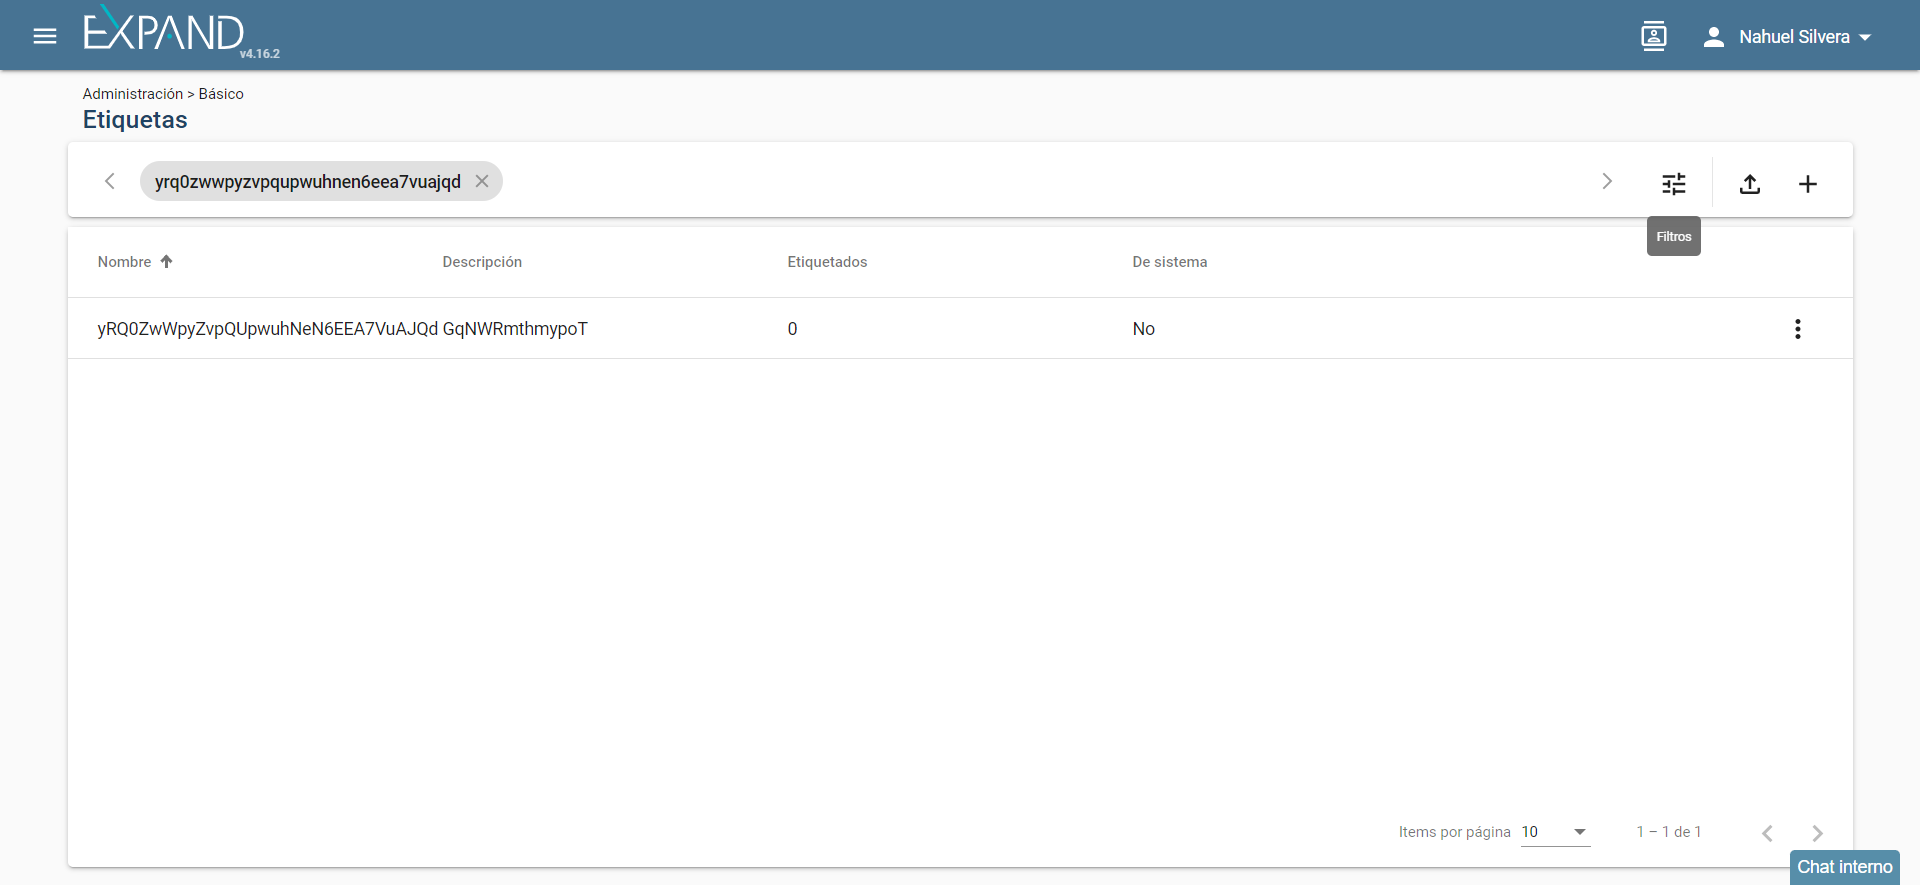 EXPAND
v4.16.2
Nahuel Silvera
Administración > Básico
Etiquetas
yrq0zwwpyzvpqupwuhnen6eea7vuajqd
Filtros
Nombre Descripción Etiquetados De sistema
yRQ0ZwWpyZvpQUpwuhNeN6EEA7VuAJQd GqNWRmthmypoT 0 No
Items por página 10 1 – 1 de 1
Chat interno